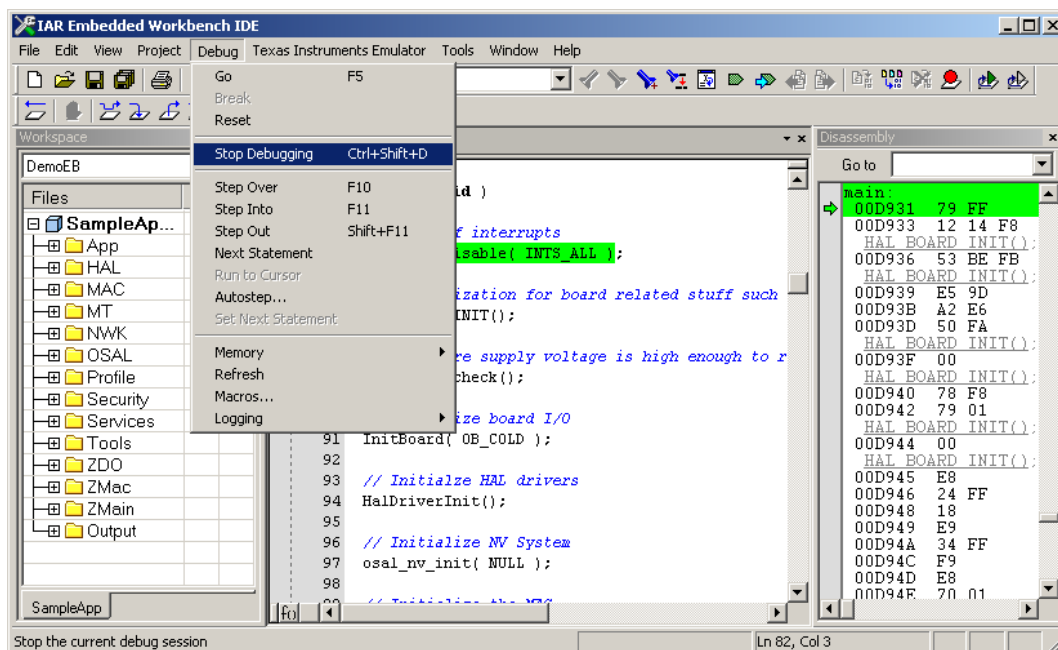 IAR Embedded Workbench IDE
File Edit View Project Debug Texas Instruments Emulator Tools Window Help
Go F5
Break
Reset
Stop Debugging Ctrl+Shift+D
Step Over F10
Step Into F11
Step Out Shift+F11
Next Statement
Run to Cursor
Autostep...
Set Next Statement
Memory
Refresh
Macros...
Logging
Workspace
DemoEB
Files
SampleAp...
App
HAL
MAC
MT
NWK
OSAL
Profile
Security
Services
Tools
ZDO
ZMac
ZMain
Output
SampleApp
id )
f interrupts
isable( INTS_ALL );
ization for board related stuff such
INIT();
re supply voltage is high enough to r
check();
ize board I/O
91 InitBoard( OB_COLD );
92
93 // Initialze HAL drivers
94 HalDriverInit();
95
96 // Initialize NV System
97 osal_nv_init( NULL );
98
99 // Initialize the MAC
Disassembly
Go to
main:
00D931 79 FF
00D933 12 14 F8
HAL_BOARD_INIT();
00D936 53 BE FB
HAL_BOARD_INIT();
00D939 E5 9D
00D93B A2 E6
00D93D 50 FA
HAL_BOARD_INIT();
00D93F 00
HAL_BOARD_INIT();
00D940 78 F8
00D942 79 01
HAL_BOARD_INIT();
00D944 00
HAL_BOARD_INIT();
00D945 E8
00D946 24 FF
00D948 18
00D949 E9
00D94A 34 FF
00D94C F9
00D94D E8
00D94E 70 01
Stop the current debug session
Ln 82, Col 3